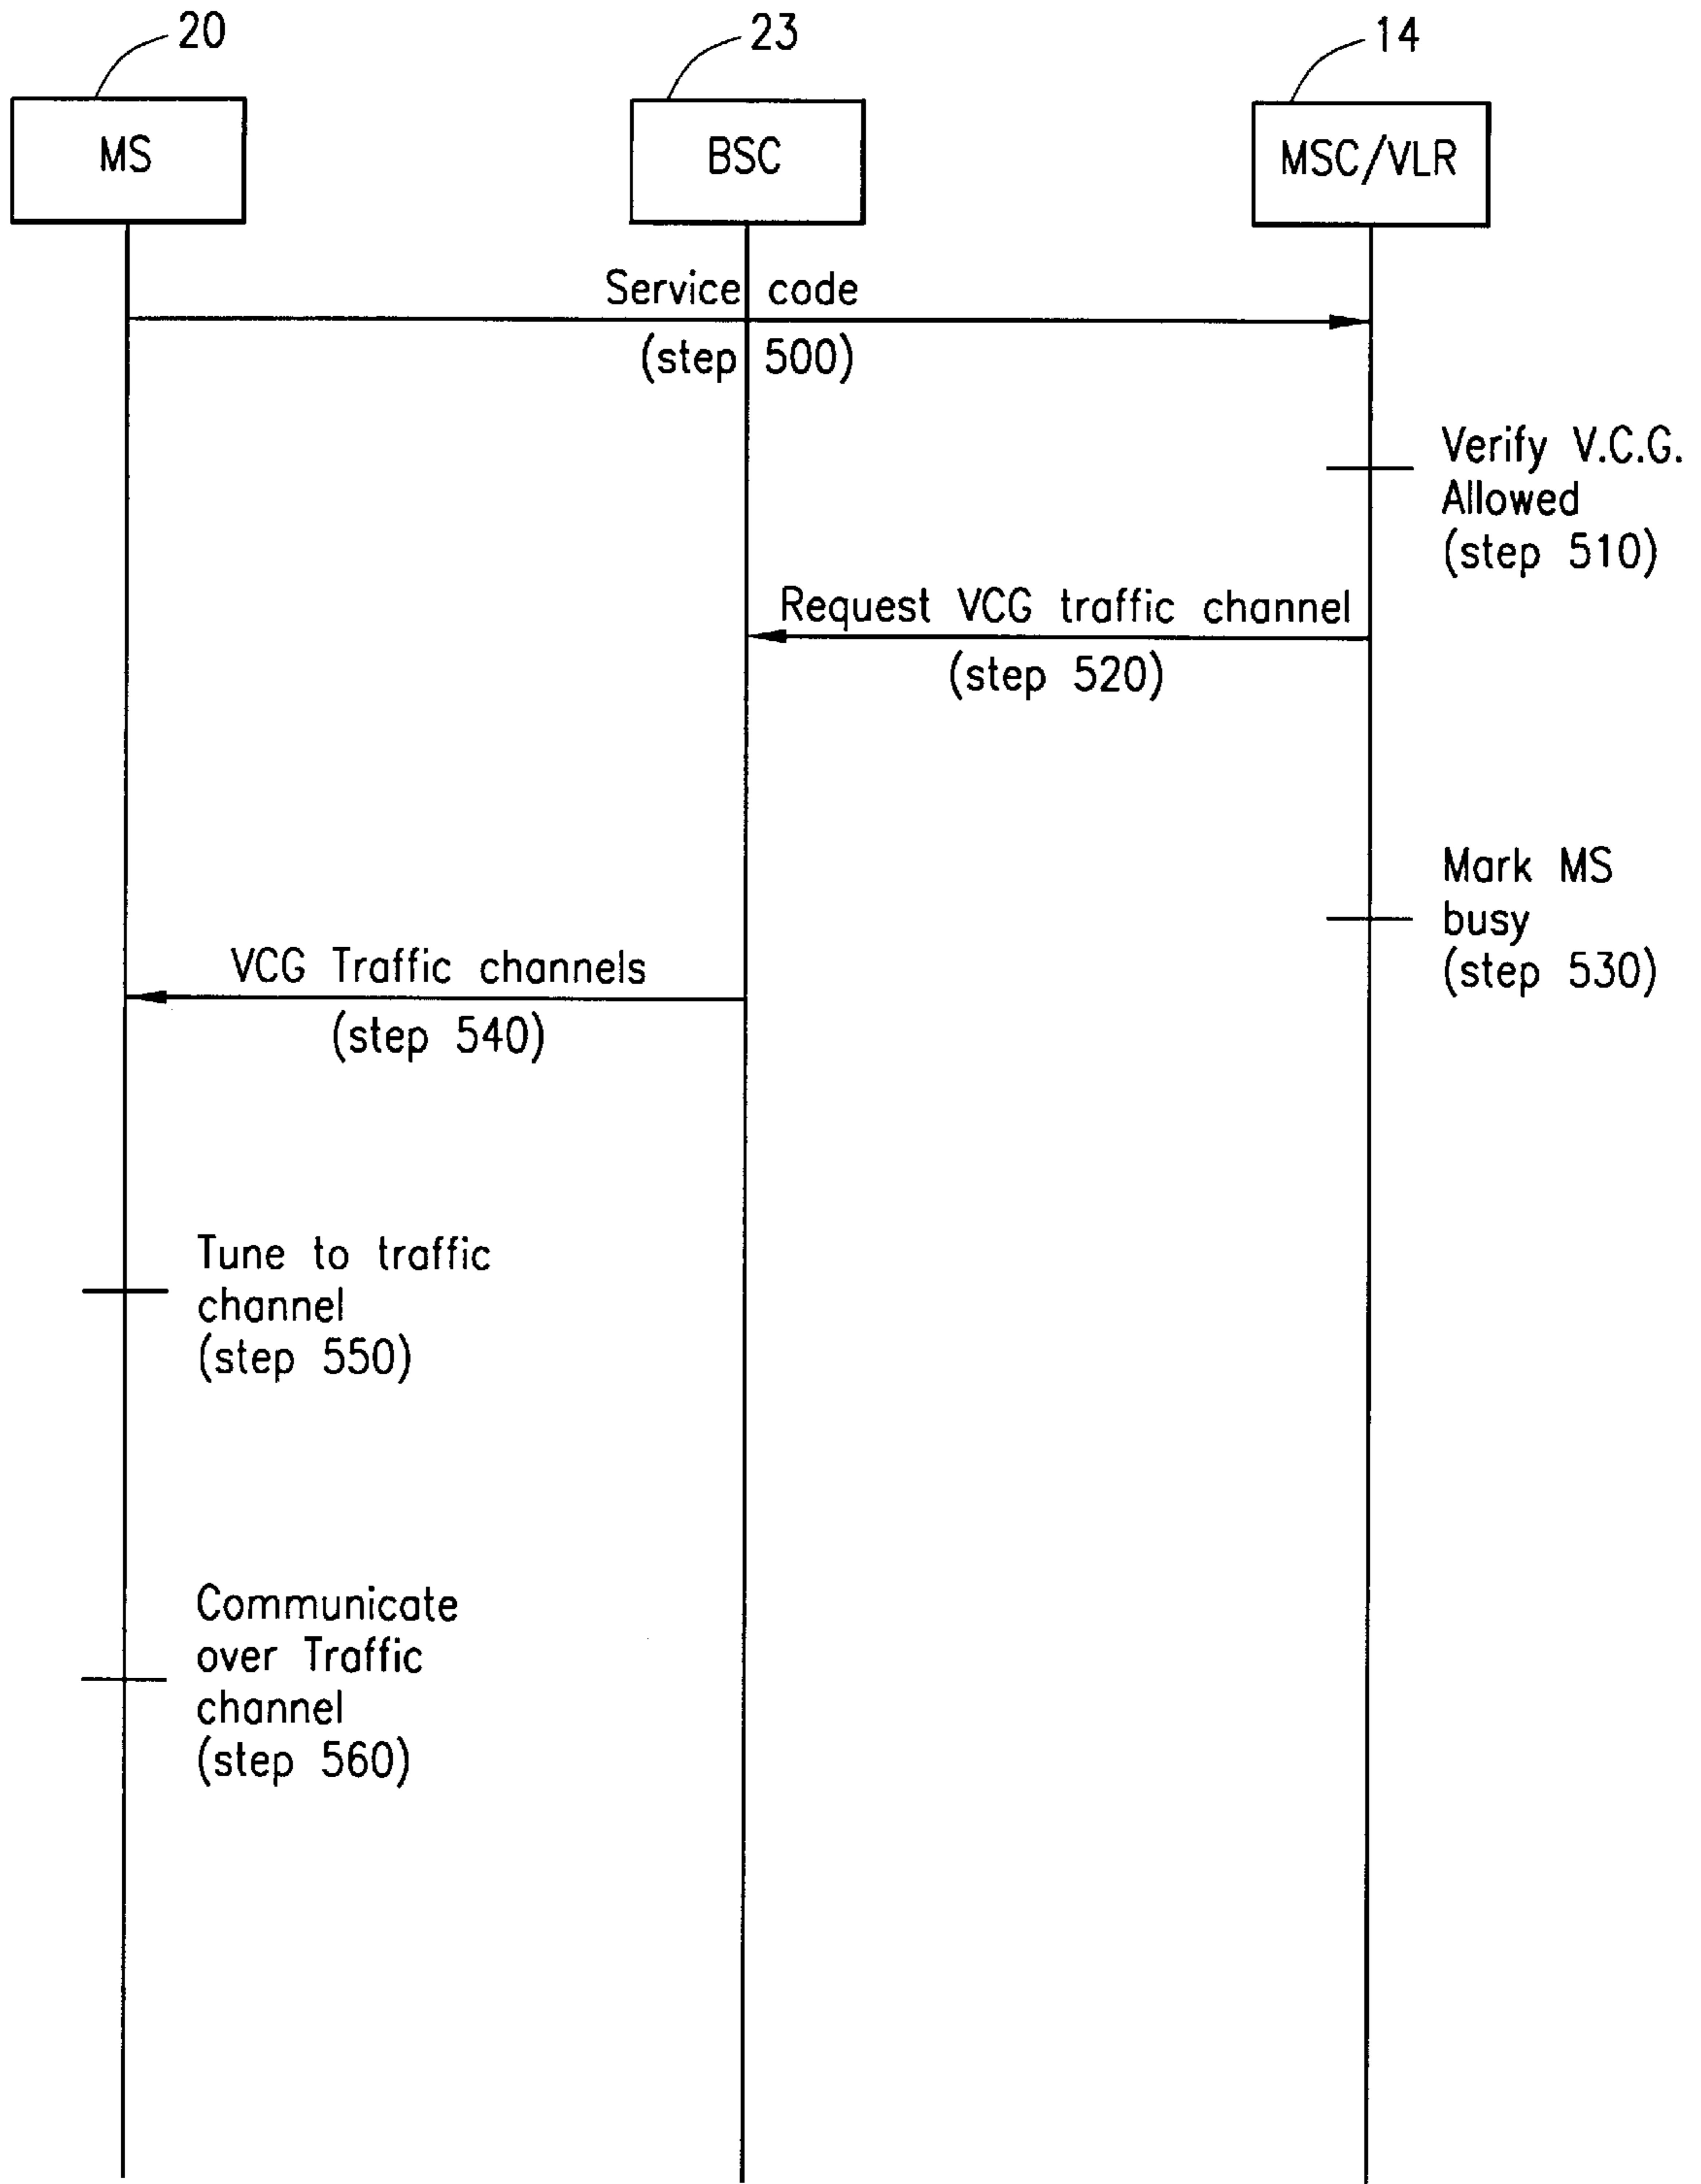 20
23
14
MS
BSC
MSC/VLR
Service code
(step 500)
Verify V.C.G.
Allowed
(step 510)
Request VCG traffic channel
(step 520)
Mark MS
busy
(step 530)
VCG Traffic channels
(step 540)
Tune to traffic
channel
(step 550)
Communicate
over Traffic
channel
(step 560)